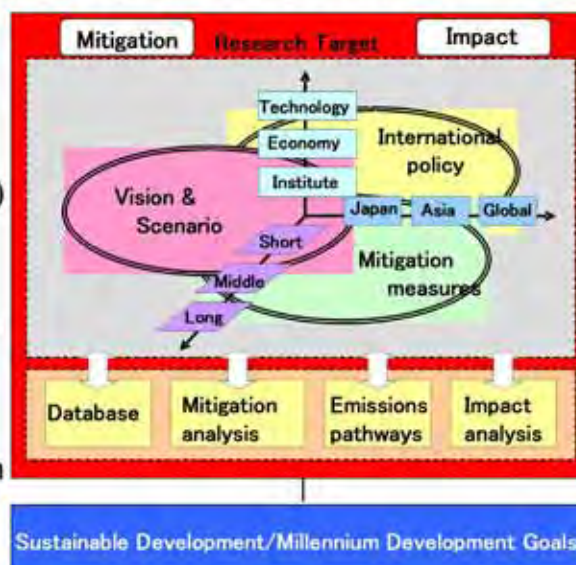 Mitigation
Research Target
Impact
Technology
Economy
Institute
International
policy
Vision &
Scenario
Japan
Asia
Global
Short
Middle
Long
Mitigation
measures
Database
Mitigation
analysis
Emissions
pathways
Impact
analysis
Sustainable Development/Millennium Development Goals